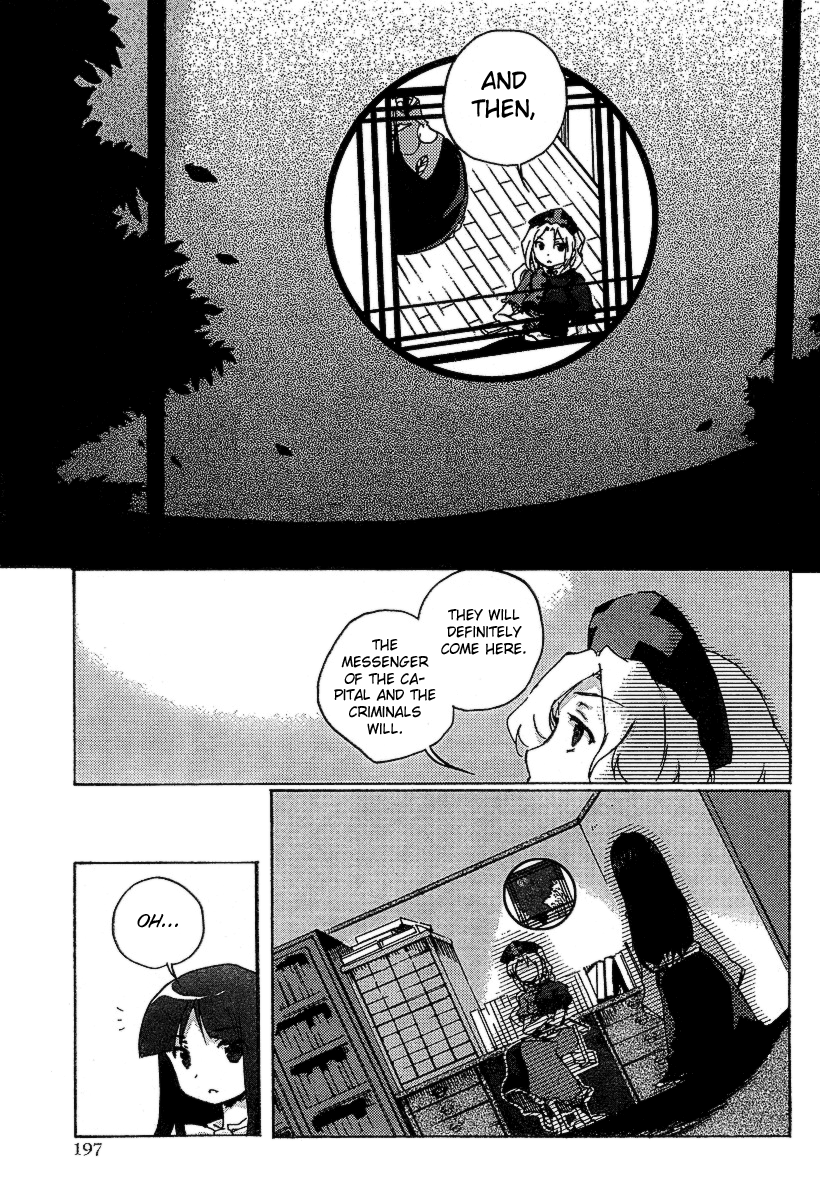 AND
THEN,
THEY WILL
DEFINITELY
COME HERE.
THE
MESSENGER
OF THE CA-
PITAL AND THE
CRIMINALS
WILL.
OH...
197